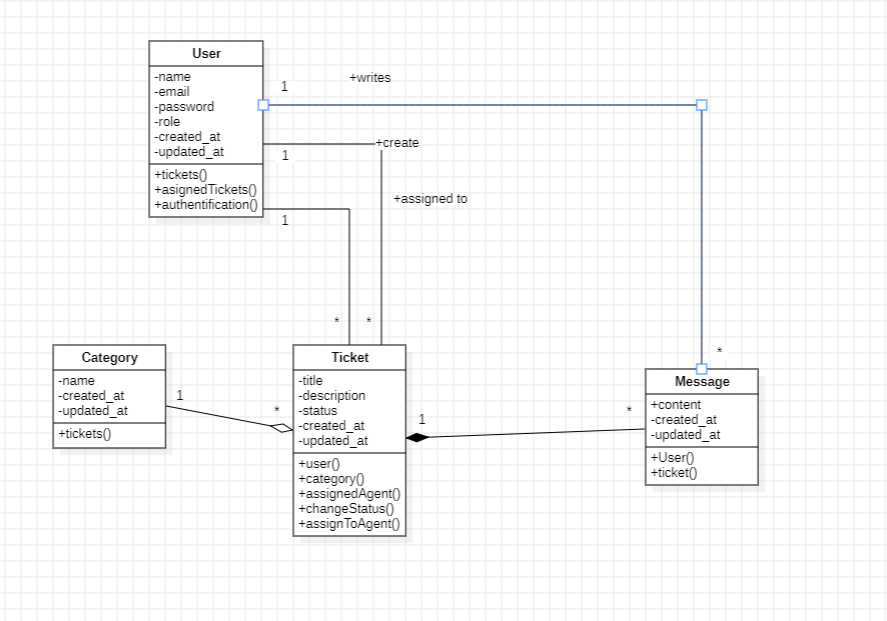 User
-name
-email
-password
-role
-created_at
-updated_at
+tickets()
+asignedTickets()
+authentification()
1
+writes
1
+create
+assigned to
1
*
*
*
Category
-name
-created_at
-updated_at
+tickets()
1
*
Ticket
-title
-description
-status
-created_at
-updated_at
+user()
+category()
+assignedAgent()
+changeStatus()
+assignToAgent()
1
*
Message
+content
-created_at
-updated_at
+User()
+ticket()